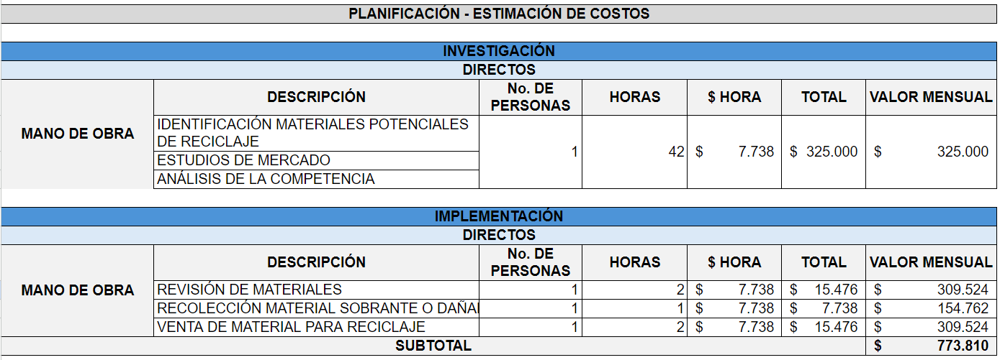 PLANIFICACIÓN - ESTIMACIÓN DE COSTOS
INVESTIGACIÓN
DIRECTOS
MANO DE OBRA
DESCRIPCIÓN No. DE PERSONAS HORAS $ HORA TOTAL VALOR MENSUAL
IDENTIFICACIÓN MATERIALES POTENCIALES
DE RECICLAJE
ESTUDIOS DE MERCADO
ANÁLISIS DE LA COMPETENCIA
1 42 $ 7.738 $ 325.000 $ 325.000
IMPLEMENTACIÓN
DIRECTOS
MANO DE OBRA
DESCRIPCIÓN No. DE PERSONAS HORAS $ HORA TOTAL VALOR MENSUAL
REVISIÓN DE MATERIALES 1 2 $ 7.738 $ 15.476 $ 309.524
RECOLECCIÓN MATERIAL SOBRANTE O DAÑA 1 1 $ 7.738 $ 7.738 $ 154.762
VENTA DE MATERIAL PARA RECICLAJE 1 2 $ 7.738 $ 15.476 $ 309.524
SUBTOTAL $ 773.810